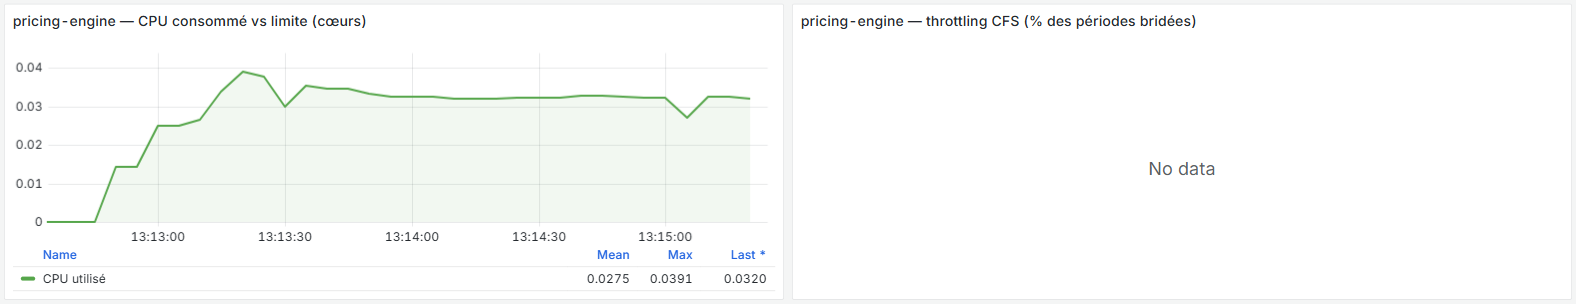 pricing-engine — CPU consommé vs limite (cœurs)
0.04
0.03
0.02
0.01
0
13:13:00 13:13:30 13:14:00 13:14:30 13:15:00
Name Mean Max Last *
CPU utilisé 0.0275 0.0391 0.0320
pricing-engine — throttling CFS (% des périodes bridées)
No data